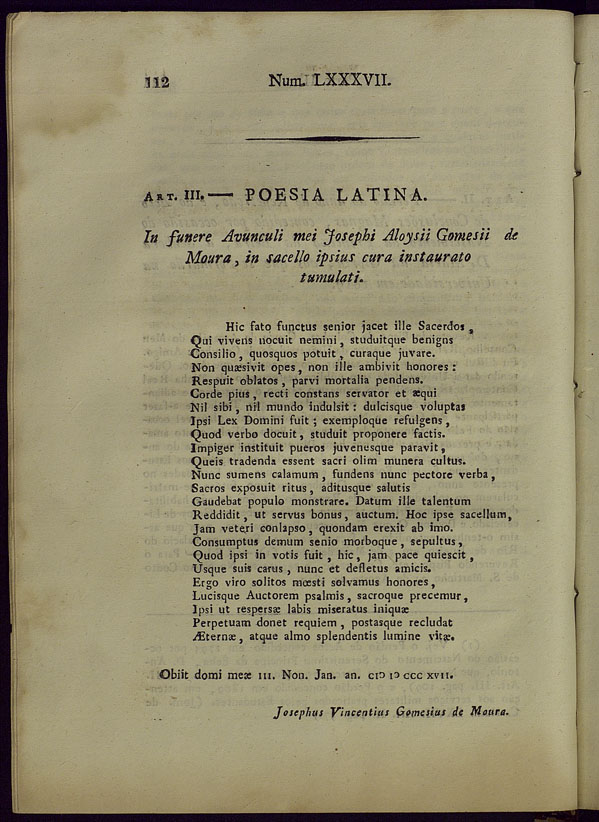 112 Num. LXXXVII.
ART. III. — POESIA LATINA.
In funere Avunculi mei Josephi Aloysii Gomesii de
Moura, in sacello ipsius cura instaurato
tumulati.
Hic fato functus senior jacet ille Sacerdos,
Qui vivens nocuit nemini, studuitque benigns
Consilio, quosquos potuit, curaque juvare.
Non quæsivit opes, non ille ambivit honores:
Respuit oblatos, parvi mortalia pendens.
Corde pius, recti constans servator et æqui
Nil sibi, nil mundo indulsit: dulcisque voluptas
Ipsi Lex Domini fuit; exemploque refulgens,
Quod verbo docuit, studuit proponere factis.
Impiger instituit pueros juvenesque paravit,
Queis tradenda essent sacri olim munera cultus.
Nunc sumens calamum, fundens nunc pectore verba,
Sacros exposuit ritus, aditusque salutis
Gaudebat populo monstrare. Datum ille talentum
Reddidit, ut servus bonus, auctum. Hoc ipse sacellum,
Jam veteri conlapso, quondam erexit ab imo.
Consumptus demum senio morboque, sepultus,
Quod ipsi in votis fuit, hic, jam pace quiescit,
Usque suis carus, nunc et defletus amicis.
Ergo viro solitos mœsti solvamus honores,
Lucisque Auctorem psalmis, sacroque precemur,
Ipsi ut respersæ labis miseratus iniquæ
Perpetuam donet requiem, postasque recludat
Æternæ, atque almo splendentis lumine vitæ.
Obiit domi meæ III. Non. Jan. an. CIↃ IↃ CCC XVII.
Josephus Vincentius Gomesius de Moura.